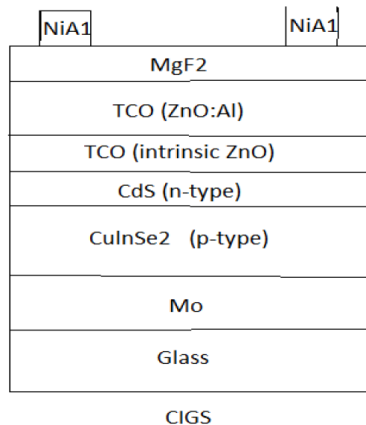 NiA1
NiA1
MgF2
TCO (ZnO:Al)
TCO (intrinsic ZnO)
CdS (n-type)
CuInSe2 (p-type)
Mo
Glass
CIGS